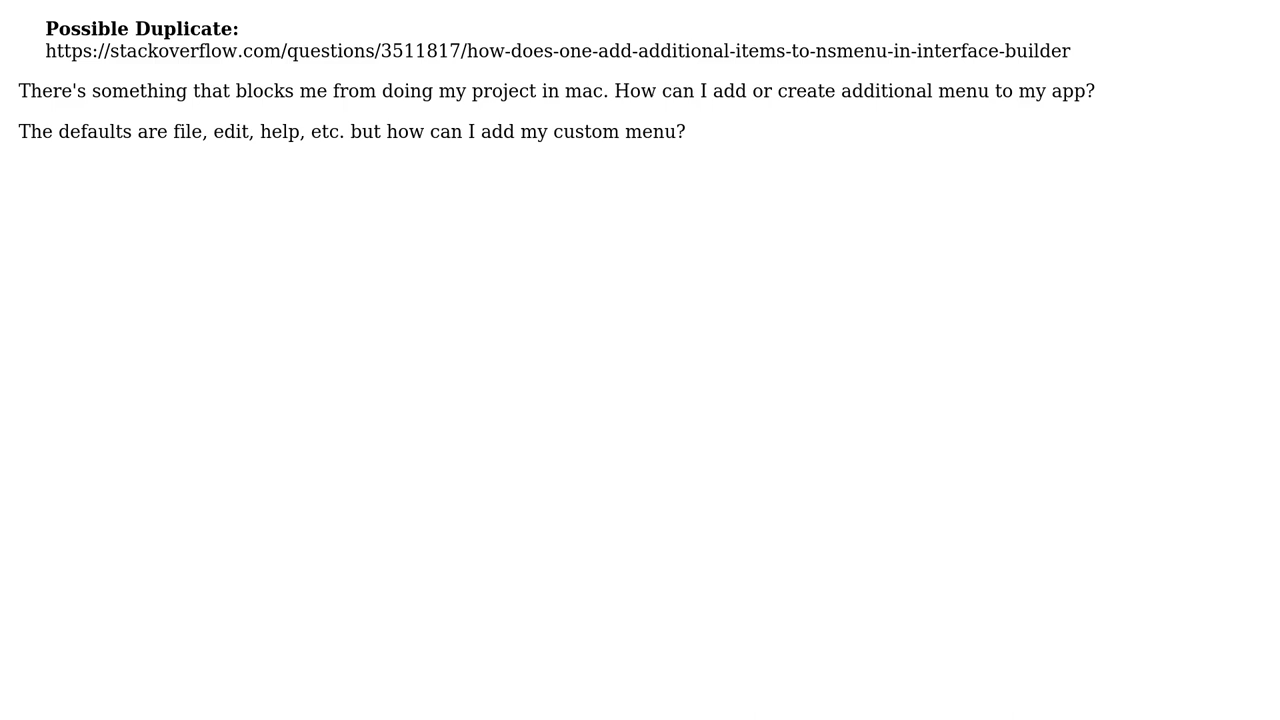 Possible Duplicate:
https://stackoverflow.com/questions/3511817/how-does-one-add-additional-items-to-nsmenu-in-interface-builder
There's something that blocks me from doing my project in mac. How can I add or create additional menu to my app?
The defaults are file, edit, help, etc. but how can I add my custom menu?